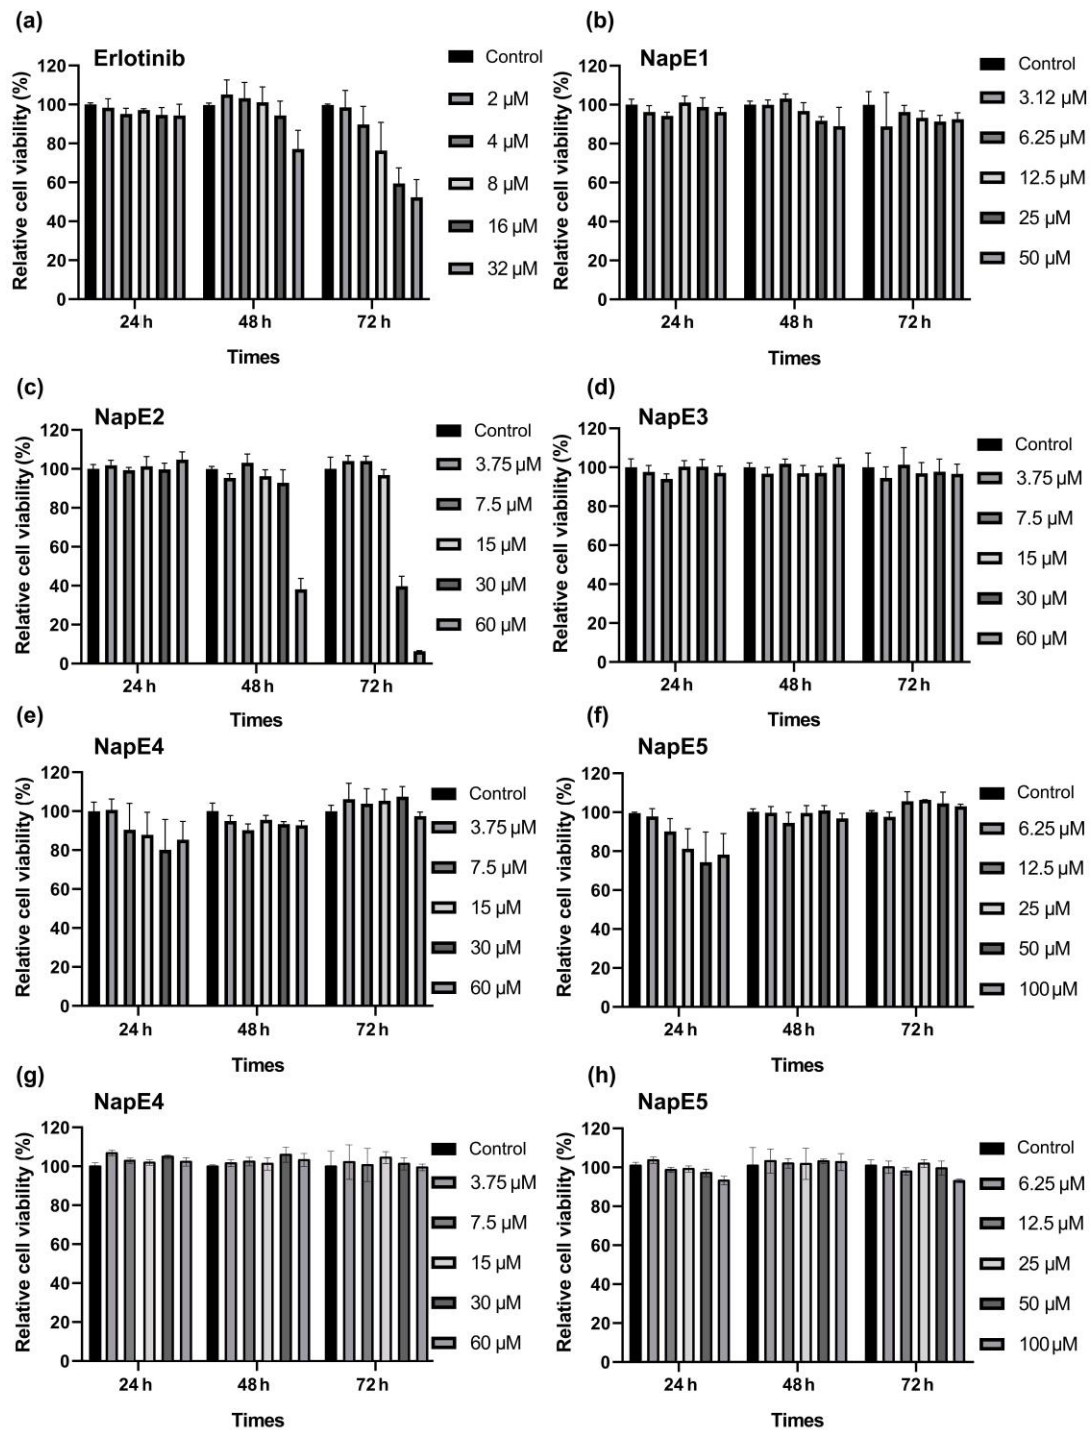 (a)
Erlotinib
Relative cell viability (%)
120
100
80
60
40
20
0
24 h
48 h
72 h
Times
Control
2 µM
4 µM
8 µM
16 µM
32 µM
(b)
NapE1
Relative cell viability (%)
120
100
80
60
40
20
0
24 h
48 h
72 h
Times
Control
3.12 µM
6.25 µM
12.5 µM
25 µM
50 µM
(c)
NapE2
Relative cell viability (%)
120
100
80
60
40
20
0
24 h
48 h
72 h
Times
Control
3.75 µM
7.5 µM
15 µM
30 µM
60 µM
(d)
NapE3
Relative cell viability (%)
120
100
80
60
40
20
0
24 h
48 h
72 h
Times
Control
3.75 µM
7.5 µM
15 µM
30 µM
60 µM
(e)
NapE4
Relative cell viability (%)
120
100
80
60
40
20
0
24 h
48 h
72 h
Times
Control
3.75 µM
7.5 µM
15 µM
30 µM
60 µM
(f)
NapE5
Relative cell viability (%)
120
100
80
60
40
20
0
24 h
48 h
72 h
Times
Control
6.25 µM
12.5 µM
25 µM
50 µM
100 µM
(g)
NapE4
Relative cell viability (%)
120
100
80
60
40
20
0
24 h
48 h
72 h
Times
Control
3.75 µM
7.5 µM
15 µM
30 µM
60 µM
(h)
NapE5
Relative cell viability (%)
120
100
80
60
40
20
0
24 h
48 h
72 h
Times
Control
6.25 µM
12.5 µM
25 µM
50 µM
100 µM